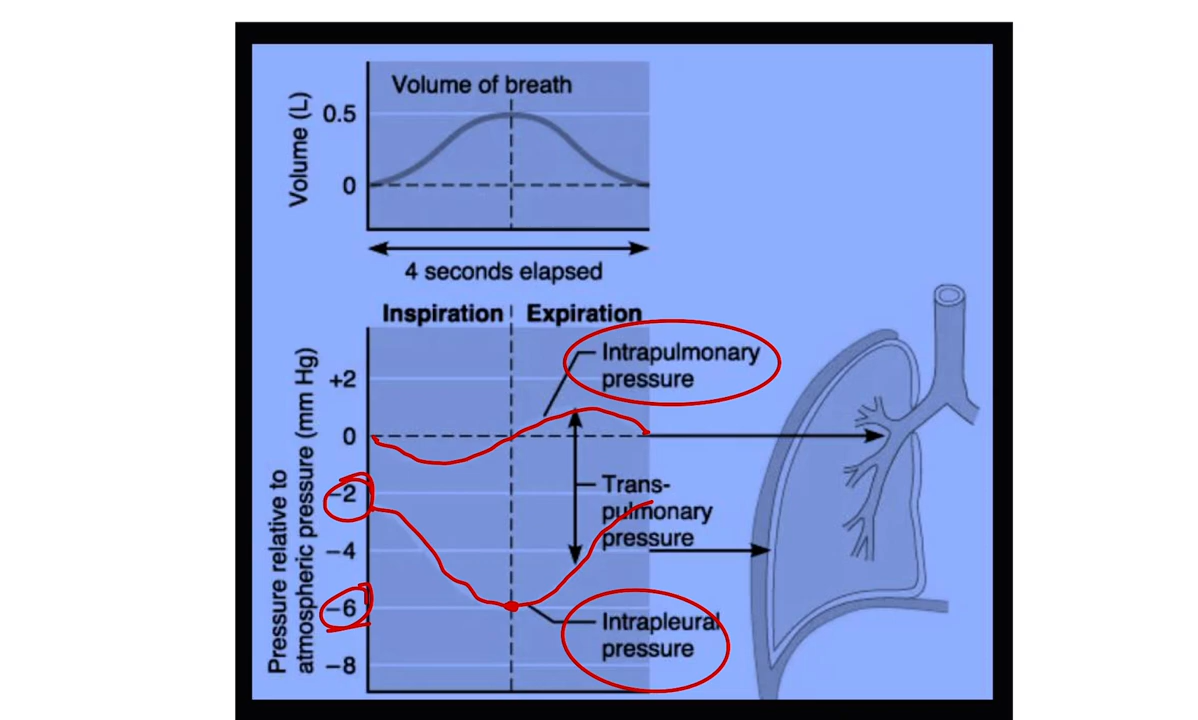 Volume of breath
Volume (L)
0.5
0
4 seconds elapsed
Inspiration
Expiration
Pressure relative to
atmospheric pressure (mm Hg)
+2
0
−2
−4
−6
−8
Intrapulmonary
pressure
Trans-
pulmonary
pressure
Intrapleural
pressure